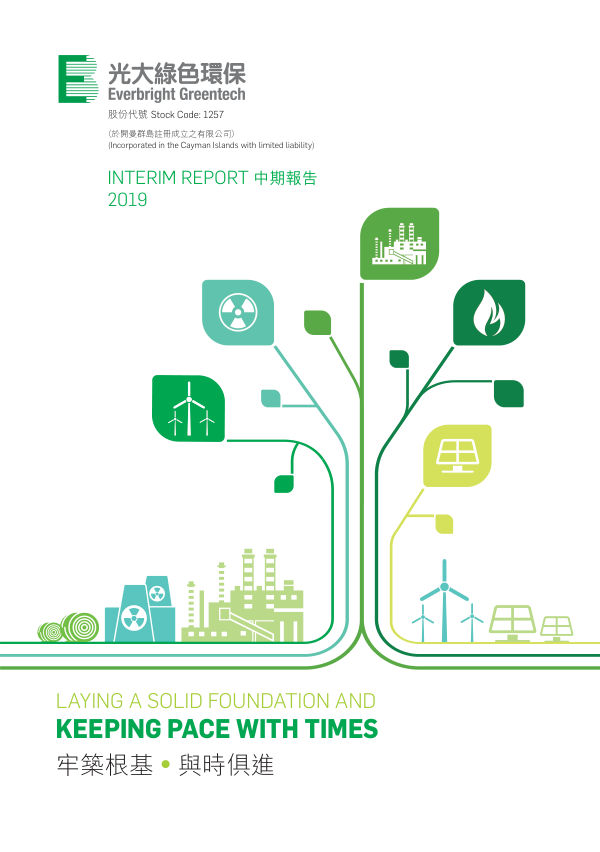 光大綠色環保
Everbright Greentech
股份代號 Stock Code: 1257
(於開曼群島註冊成立之有限公司)
(Incorporated in the Cayman Islands with limited liability)
INTERIM REPORT 中期報告
2019
LAYING A SOLID FOUNDATION AND
KEEPING PACE WITH TIMES
牢築根基 • 與時俱進